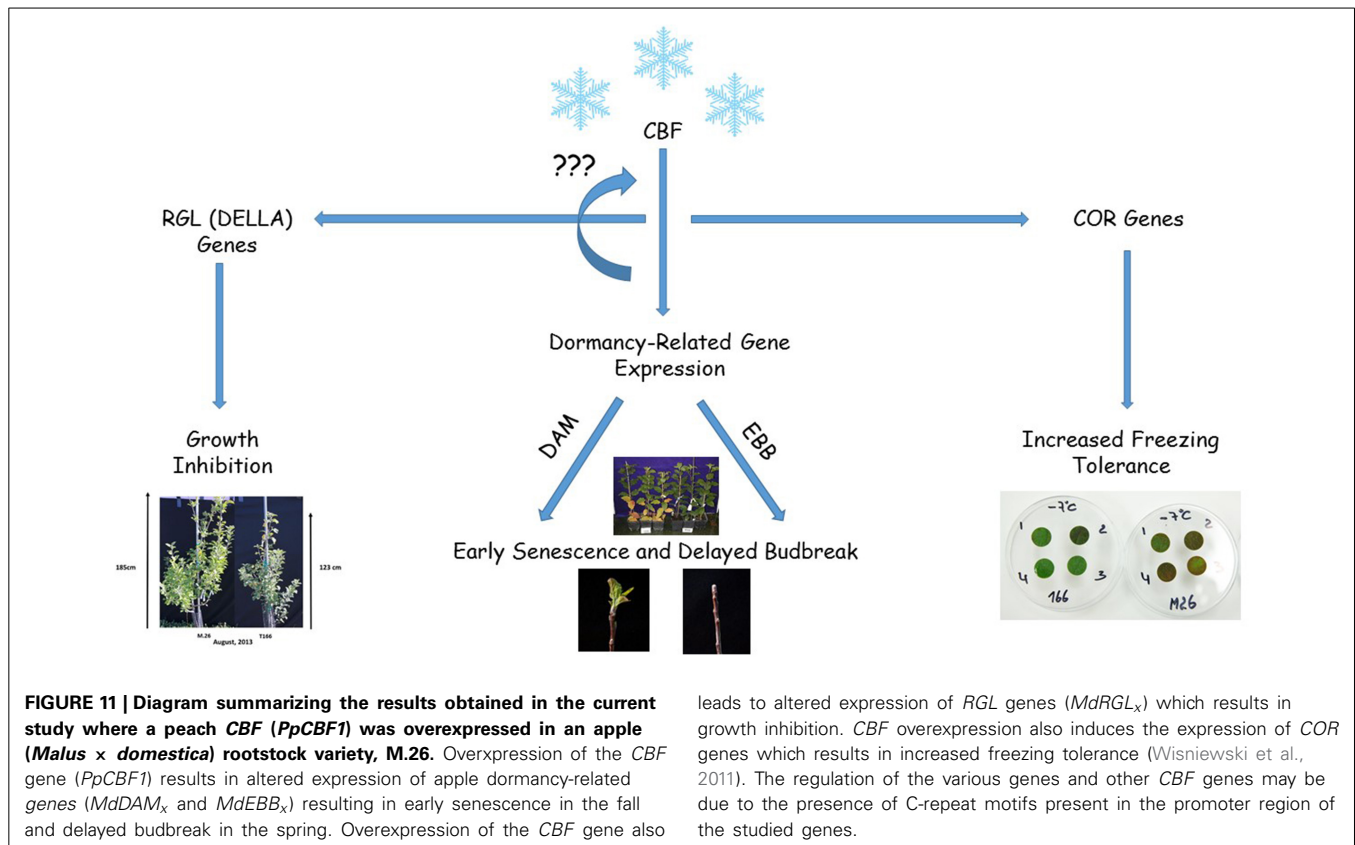 CBF
???
RGL (DELLA)
Genes
COR Genes
Dormancy-Related Gene
Expression
DAM
EBB
Growth
Inhibition
Increased Freezing
Tolerance
Early Senescence and Delayed Budbreak
185cm
123 cm
M.26
T166
August, 2013
-7°C
1
2
3
4
166
-7°C
1
2
3
4
M26
FIGURE 11 | Diagram summarizing the results obtained in the current
study where a peach CBF (PpCBF1) was overexpressed in an apple
(Malus x domestica) rootstock variety, M.26. Overxpression of the CBF
gene (PpCBF1) results in altered expression of apple dormancy-related
genes (MdDAMx and MdEBBx) resulting in early senescence in the fall
and delayed budbreak in the spring. Overexpression of the CBF gene also
leads to altered expression of RGL genes (MdRGLx) which results in
growth inhibition. CBF overexpression also induces the expression of COR
genes which results in increased freezing tolerance (Wisniewski et al.,
2011). The regulation of the various genes and other CBF genes may be
due to the presence of C-repeat motifs present in the promoter region of
the studied genes.